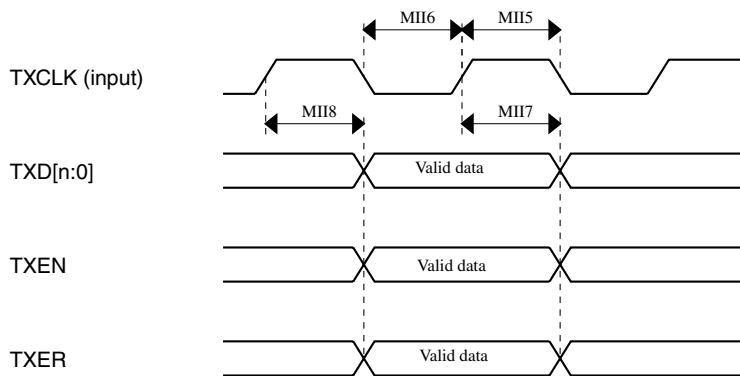 MII6 MII5
TXCLK (input)
MII8 MII7
TXD[n:0] Valid data
TXEN Valid data
TXER Valid data